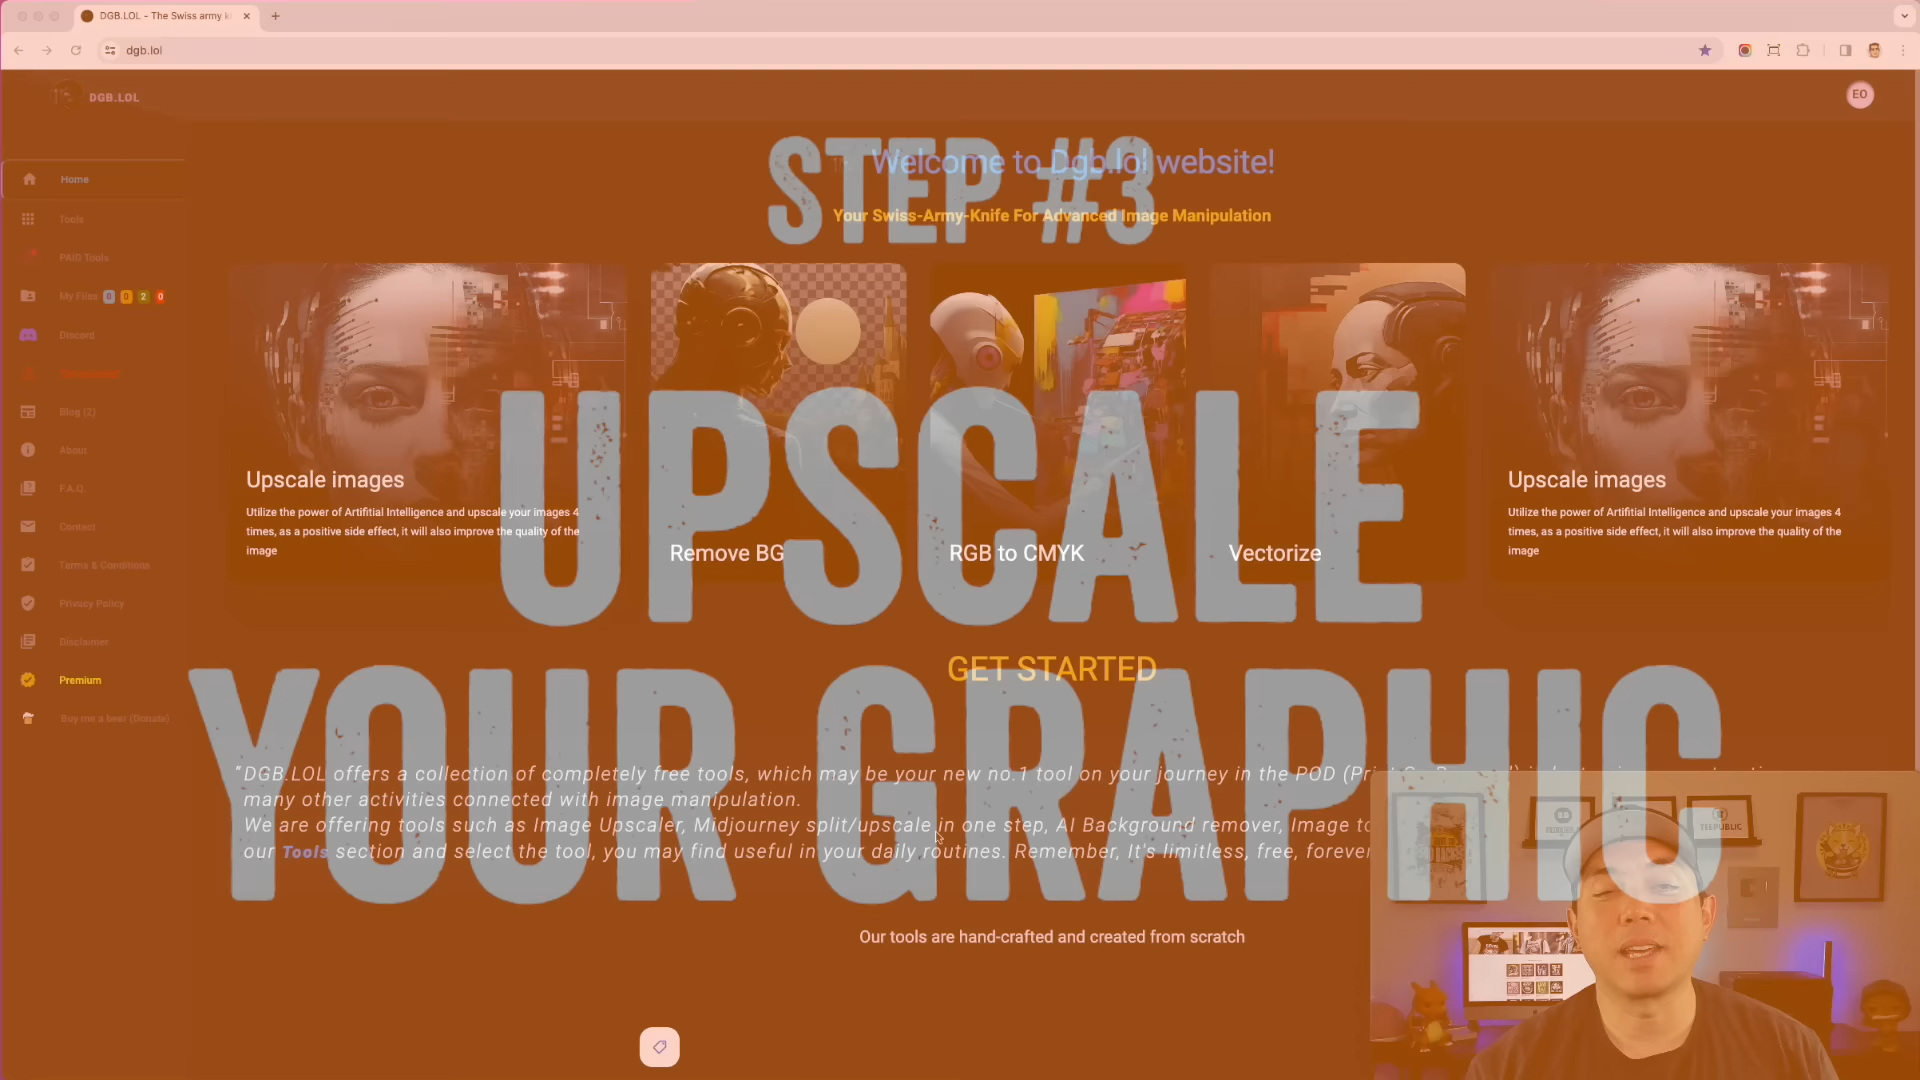 DGB.LOL - The Swiss army k
dgb.lol
DGB.LOL
EO
STEP #3
Welcome to Dgb.lol website!
Your Swiss-Army-Knife For Advanced Image Manipulation
Home
Tools
PAID Tools
My Files 0 0 2 0
Discord
Blog (2)
About
F.A.Q.
Contact
Terms & Conditions
Privacy Policy
Disclaimer
Premium
Buy me a beer (Donate)
Upscale images
Utilize the power of Artifitial Intelligence and upscale your images 4
times, as a positive side effect, it will also improve the quality of the
image
Remove BG
RGB to CMYK
Vectorize
Upscale images
Utilize the power of Artifitial Intelligence and upscale your images 4
times, as a positive side effect, it will also improve the quality of the
image
UPSCALE
GET STARTED
YOUR GRAPHIC
"DGB.LOL offers a collection of completely free tools, which may be your new no.1 tool on your journey in the POD
many other activities connected with image manipulation.
We are offering tools such as Image Upscaler, Midjourney split/upscale in one step, AI Background remover, Image to
our Tools section and select the tool, you may find useful in your daily routines. Remember, It's limitless, free, forever
TEEPUBLIC
Our tools are hand-crafted and created from scratch